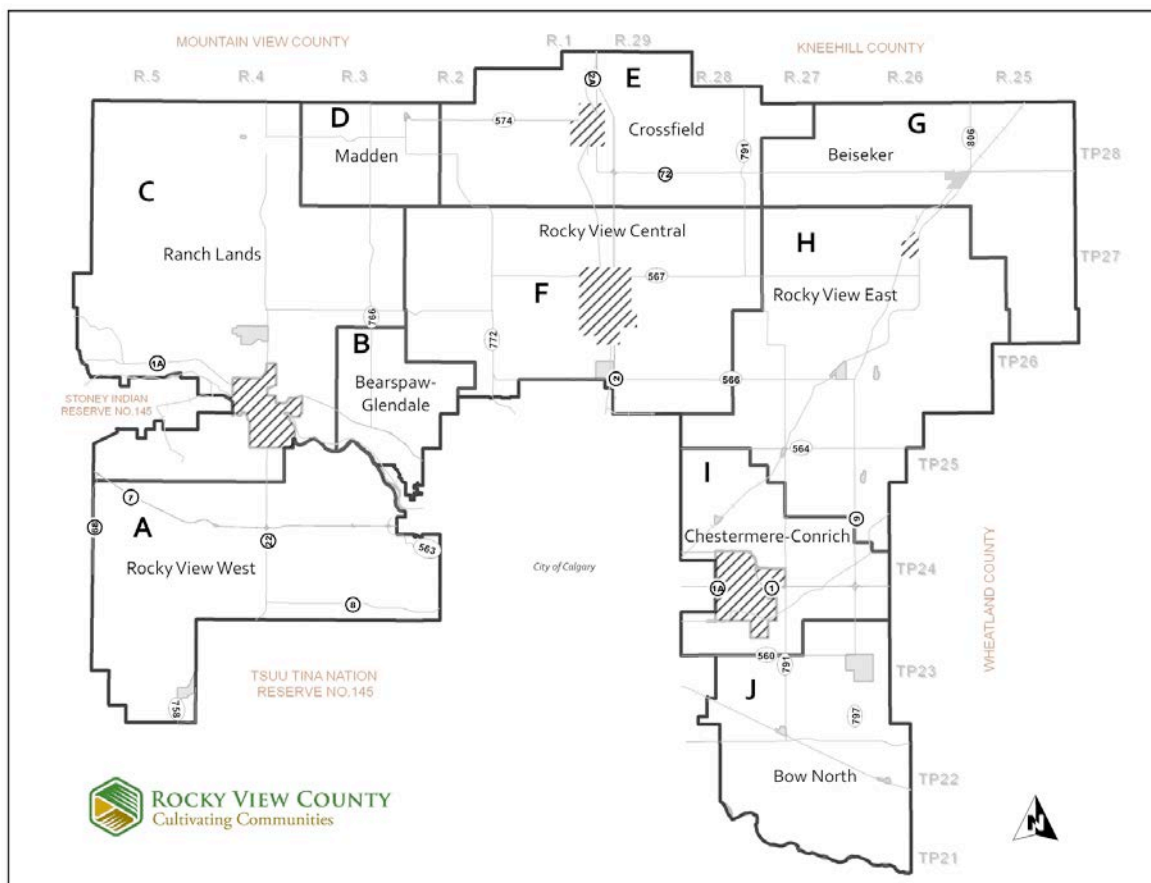 MOUNTAIN VIEW COUNTY
KNEEHILL COUNTY
R.5
R.4
R.3
R.2
R.1
R.29
R.28
R.27
R.26
R.25
2A
E
Crossfield
D
Madden
574
791
72
G
Beiseker
806
TP28
C
Ranch Lands
Rocky View Central
H
Rocky View East
TP27
F
567
766
772
B
Bearspaw-
Glendale
1A
2
566
TP26
STONEY INDIAN
RESERVE NO.145
564
TP25
I
Chestermere-Conrich
9
7
68
A
22
563
Rocky View West
8
City of Calgary
1A
1
TP24
WHEATLAND COUNTY
TSUU TINA NATION
RESERVE NO.145
758
560
791
TP23
J
797
Bow North
TP22
TP21
ROCKY VIEW COUNTY
Cultivating Communities
N